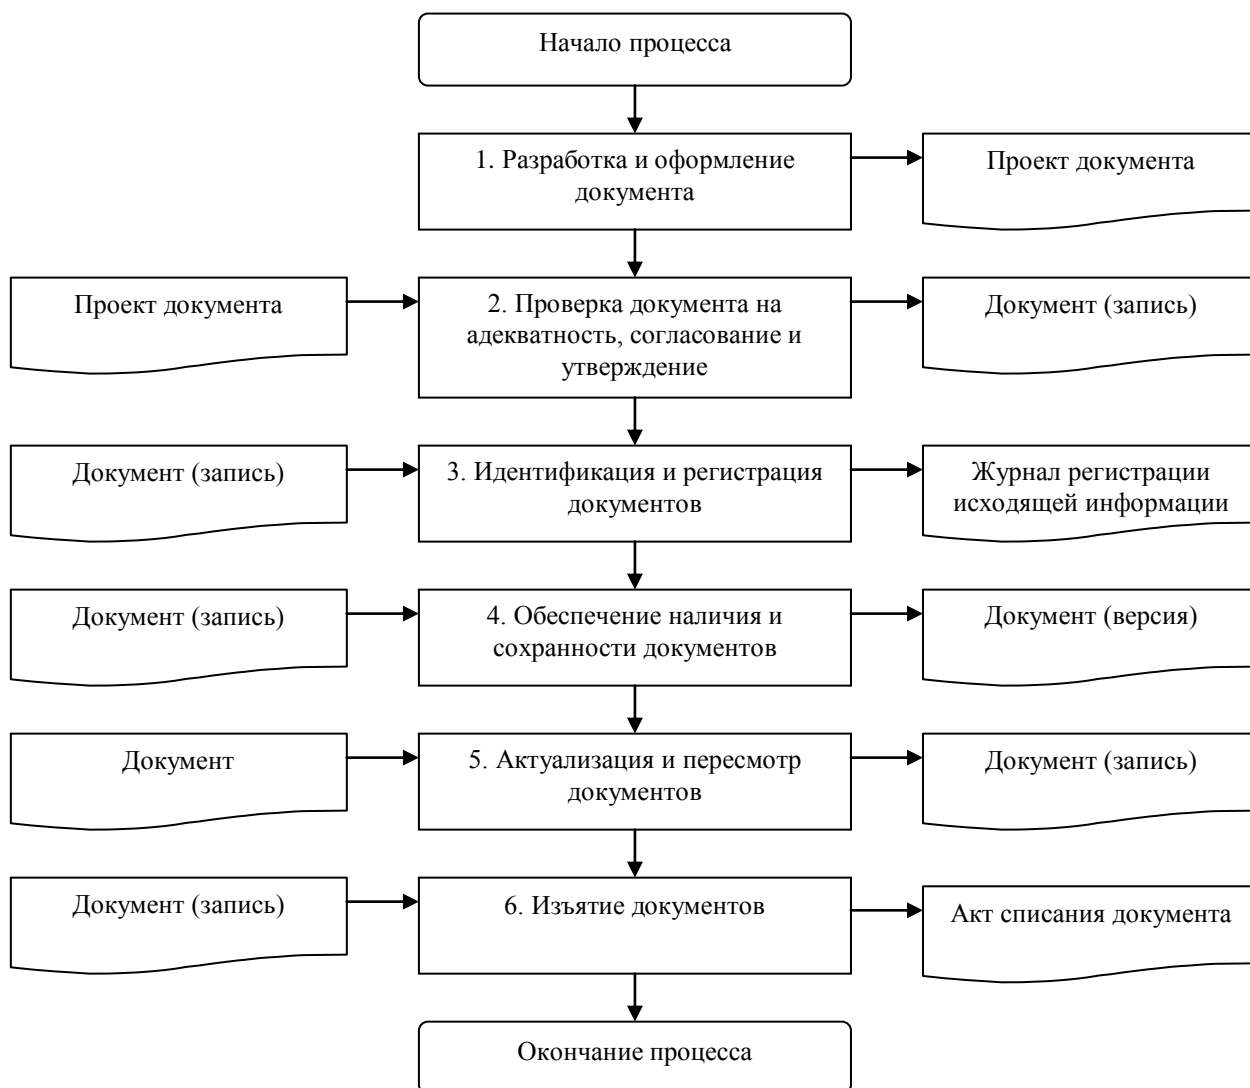 Начало процесса
1. Разработка и оформление
документа
Проект документа
Проект документа
2. Проверка документа на
адекватность, согласование и
утверждение
Документ (запись)
Документ (запись)
3. Идентификация и регистрация
документов
Журнал регистрации
исходящей информации
Документ (запись)
4. Обеспечение наличия и
сохранности документов
Документ (версия)
Документ
5. Актуализация и пересмотр
документов
Документ (запись)
Документ (запись)
6. Изъятие документов
Акт списания документа
Окончание процесса